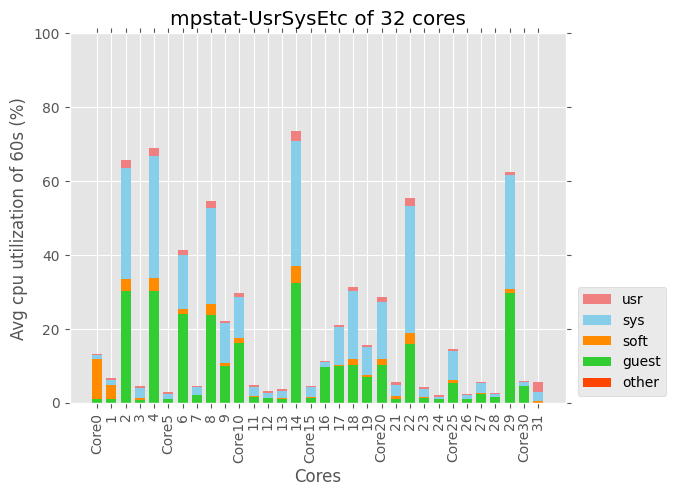 mpstat-UsrSysEtc of 32 cores
Avg cpu utilization of 60s (%)
100
80
60
40
20
0
Core0
1
2
3
4
Core5
6
7
8
9
Core10
11
12
13
14
Core15
16
17
18
19
Core20
21
22
23
24
Core25
26
27
28
29
Core30
31
Cores
usr
sys
soft
guest
other